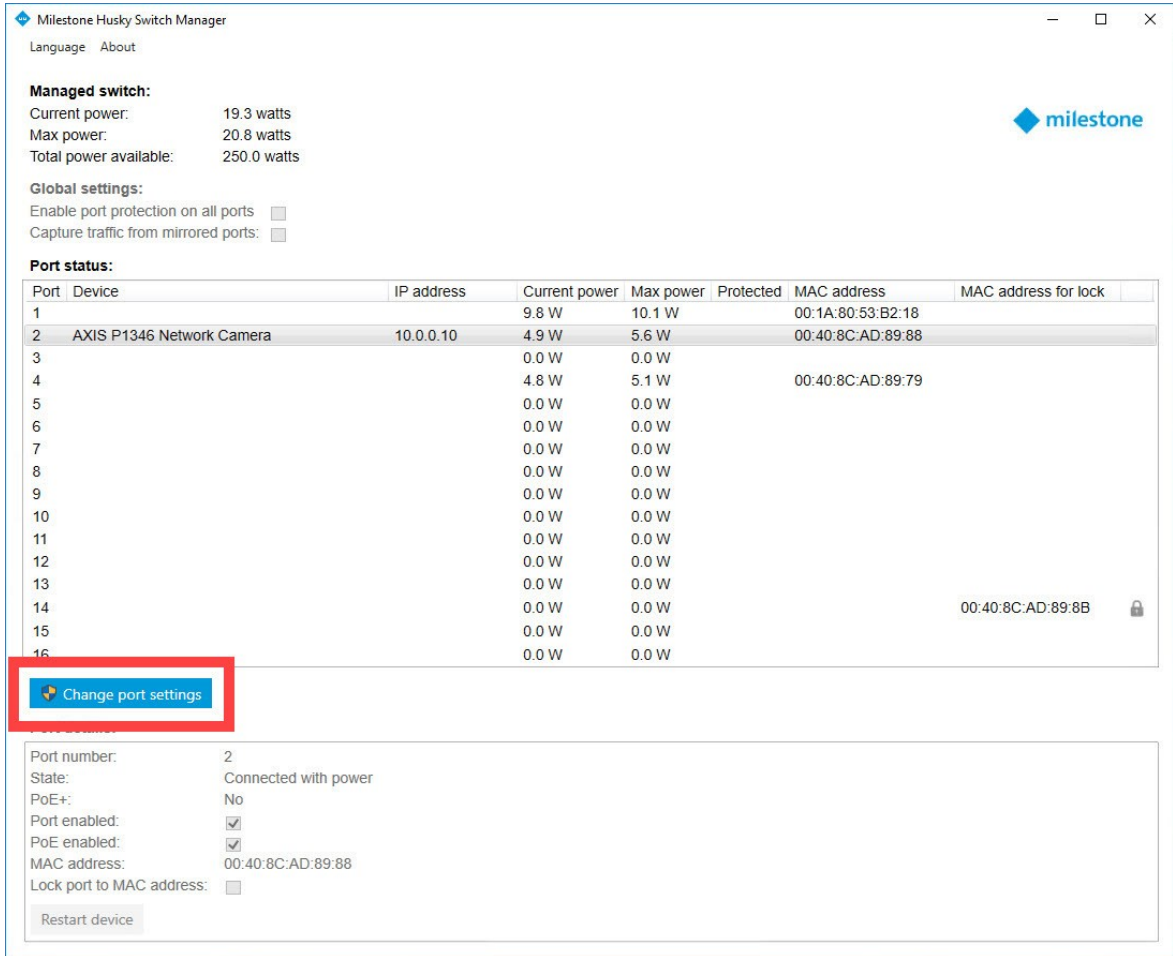 Milestone Husky Switch Manager
Language About
Managed switch:
Current power: 19.3 watts
Max power: 20.8 watts
Total power available: 250.0 watts
milestone
Global settings:
Enable port protection on all ports
Capture traffic from mirrored ports:
Port status:
Port Device IP address Current power Max power Protected MAC address MAC address for lock
1 9.8 W 10.1 W 00:1A:80:53:B2:18
2 AXIS P1346 Network Camera 10.0.0.10 4.9 W 5.6 W 00:40:8C:AD:89:88
3 0.0 W 0.0 W
4 4.8 W 5.1 W 00:40:8C:AD:89:79
5 0.0 W 0.0 W
6 0.0 W 0.0 W
7 0.0 W 0.0 W
8 0.0 W 0.0 W
9 0.0 W 0.0 W
10 0.0 W 0.0 W
11 0.0 W 0.0 W
12 0.0 W 0.0 W
13 0.0 W 0.0 W
14 0.0 W 0.0 W 00:40:8C:AD:89:8B
15 0.0 W 0.0 W
16 0.0 W 0.0 W
Change port settings
Port number: 2
State: Connected with power
PoE+: No
Port enabled:
PoE enabled:
MAC address: 00:40:8C:AD:89:88
Lock port to MAC address:
Restart device